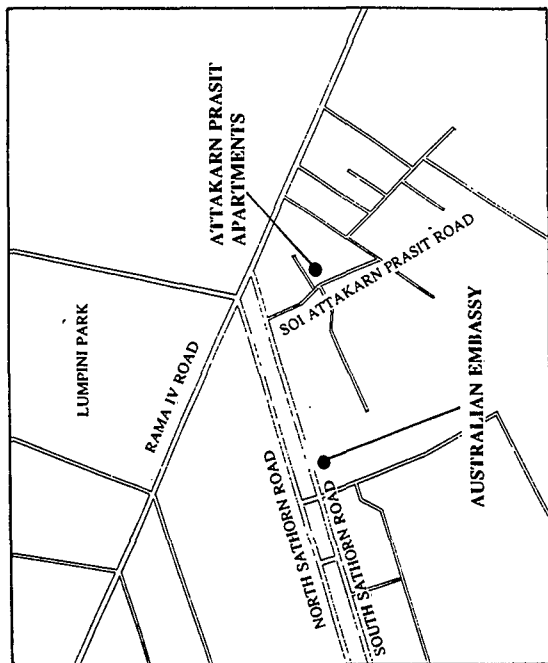 ATTAKARN PRASIT
APARTMENTS
LUMPINI PARK
RAMA IV ROAD
SOI ATTAKARN PRASIT ROAD
NORTH SATHORN ROAD
SOUTH SATHORN ROAD
AUSTRALIAN EMBASSY